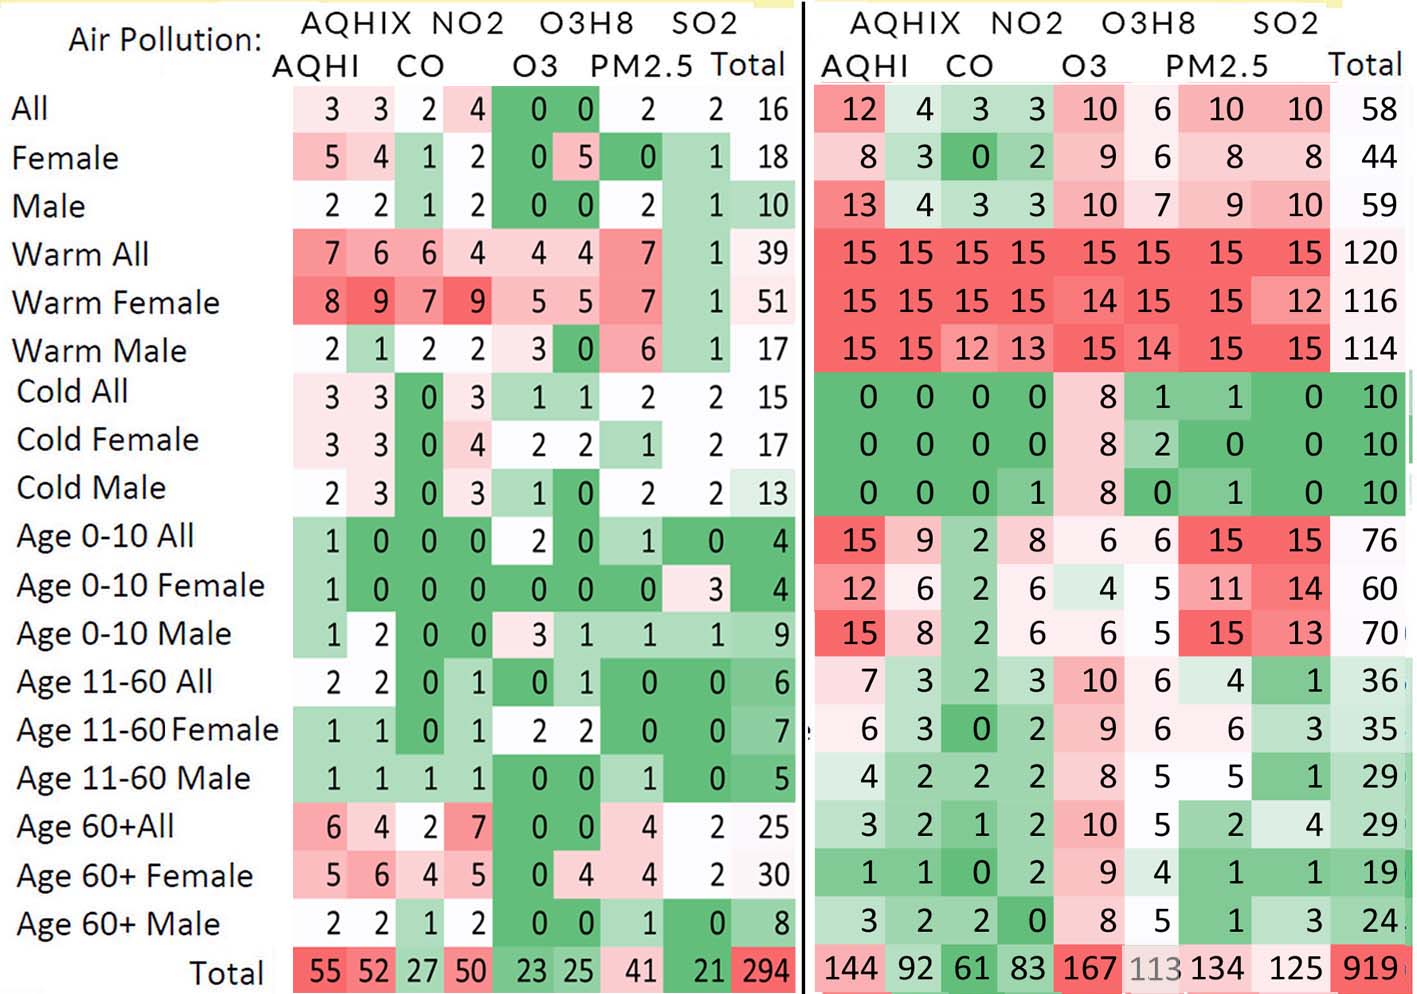 AQHIX NO2 O3H8 SO2 AQHIX NO2 O3H8 SO2
Air Pollution:
AQHI CO O3 PM2.5 Total AQHI CO O3 PM2.5 Total
All 3 3 2 4 0 0 2 2 16 12 4 3 3 10 6 10 10 58
Female 5 4 1 2 0 5 0 1 18 8 3 0 2 9 6 8 8 44
Male 2 2 1 2 0 0 2 1 10 13 4 3 3 10 7 9 10 59
Warm All 7 6 6 4 4 4 7 1 39 15 15 15 15 15 15 15 15 120
Warm Female 8 9 7 9 5 5 7 1 51 15 15 15 15 14 15 15 12 116
Warm Male 2 1 2 2 3 0 6 1 17 15 15 12 13 15 14 15 15 114
Cold All 3 3 0 3 1 1 2 2 15 0 0 0 0 8 1 1 0 10
Cold Female 3 3 0 4 2 2 1 2 17 0 0 0 0 8 2 0 0 10
Cold Male 2 3 0 3 1 0 2 2 13 0 0 0 1 8 0 1 0 10
Age 0-10 All 1 0 0 0 2 0 1 0 4 15 9 2 8 6 6 15 15 76
Age 0-10 Female 1 0 0 0 0 0 0 3 4 12 6 2 6 4 5 11 14 60
Age 0-10 Male 1 2 0 0 3 1 1 1 9 15 8 2 6 6 5 15 13 70
Age 11-60 All 2 2 0 1 0 1 0 0 6 7 3 2 3 10 6 4 1 36
Age 11-60 Female 1 1 0 1 2 2 0 0 7 6 3 0 2 9 6 6 3 35
Age 11-60 Male 1 1 1 1 0 0 1 0 5 4 2 2 2 8 5 5 1 29
Age 60+All 6 4 2 7 0 0 4 2 25 3 2 1 2 10 5 2 4 29
Age 60+ Female 5 6 4 5 0 4 4 2 30 1 1 0 2 9 4 1 1 19
Age 60+ Male 2 2 1 2 0 0 1 0 8 3 2 2 0 8 5 1 3 24
Total 55 52 27 50 23 25 41 21 294 144 92 61 83 167 113 134 125 919